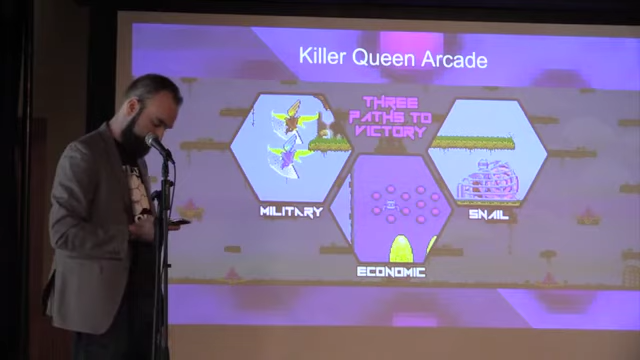 Killer Queen Arcade
THREE
PATHS TO
VICTORY
MILITARY
SNAIL
ECONOMIC